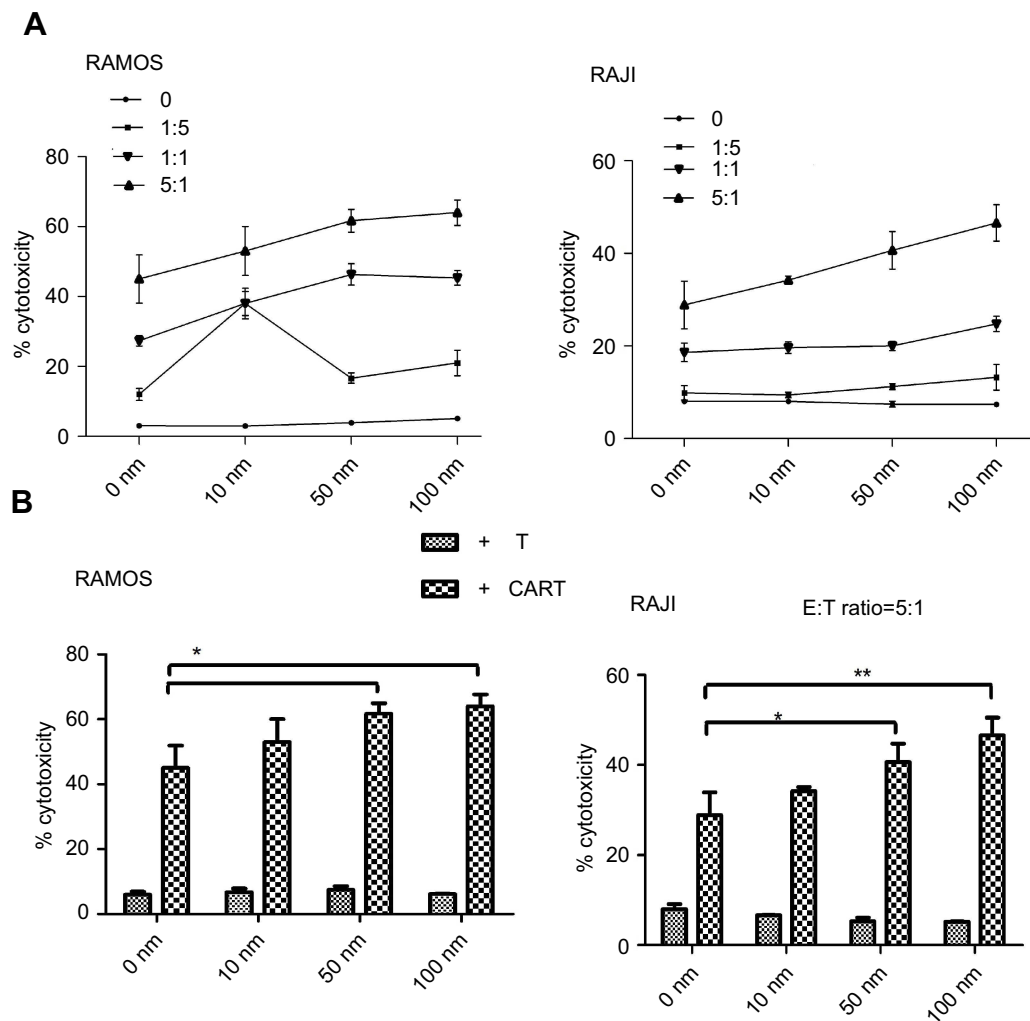 A
RAMOS
0
1:5
1:1
5:1
% cytotoxicity
80
60
40
20
0
0 nm
10 nm
50 nm
100 nm
RAJI
0
1:5
1:1
5:1
% cytotoxicity
60
40
20
0
0 nm
10 nm
50 nm
100 nm
B
+ T
+ CART
RAMOS
% cytotoxicity
80
60
40
20
0
*
0 nm
10 nm
50 nm
100 nm
RAJI
E:T ratio=5:1
% cytotoxicity
60
40
20
0
**
*
0 nm
10 nm
50 nm
100 nm